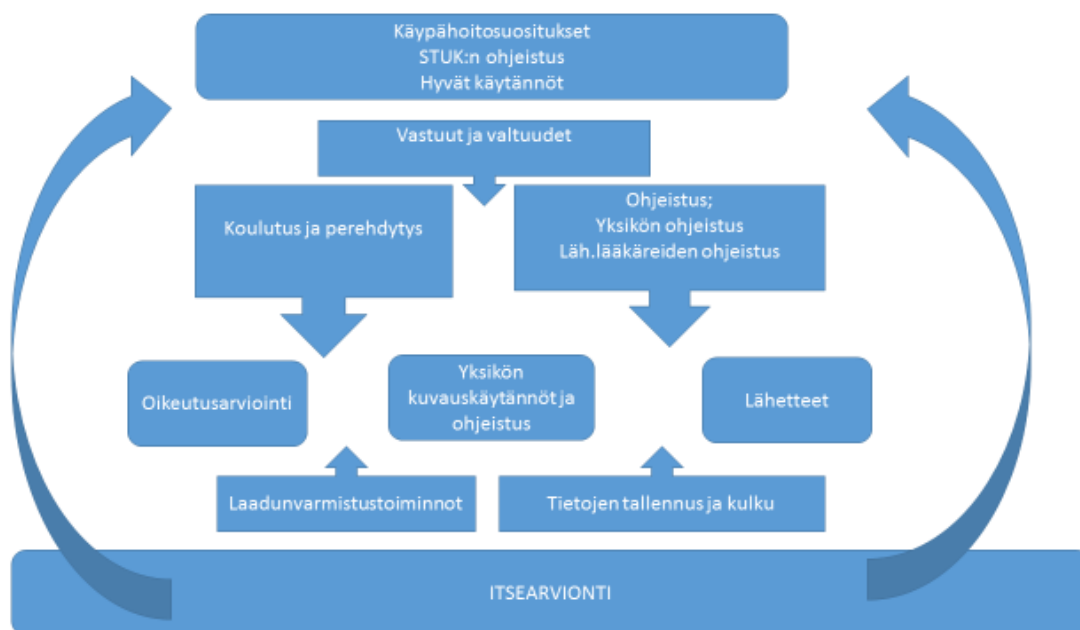 Käypähoitosuositukset
STUK:n ohjeistus
Hyvät käytännöt
Vastuut ja valtuudet
Koulutus ja perehdytys
Ohjeistus;
Yksikön ohjeistus
Läh.lääkäreiden ohjeistus
Oikeutusarviointi
Yksikön
kuvauskäytännöt ja
ohjeistus
Lähetteet
Laadunvarmistustoiminnot
Tietojen tallennus ja kulku
ITSEARVIONTI